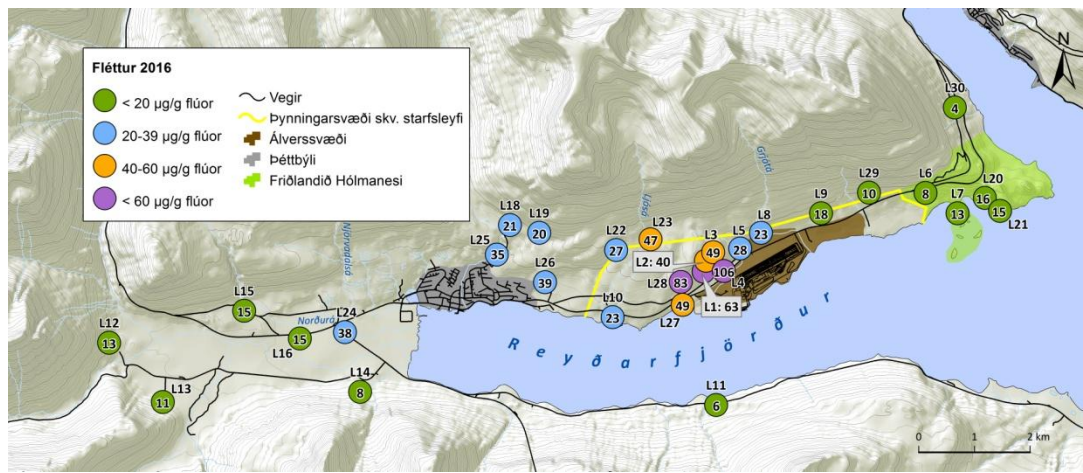 Fléttur 2016
< 20 µg/g flúor
20-39 µg/g flúor
40-60 µg/g flúor
< 60 µg/g flúor
Vegir
Þynningarsvæði skv. starfsleyfi
Álverssvæði
Þéttbýli
Friðlandið Hólmanesi
N
L30
4
L6
8
L20
16
L7
13
15
L21
L29
10
L9
18
Grjótá
L8
23
L5
28
L3
49
L2: 40
106
L4
L1: 63
L28
83
49
L27
L23
47
L22
27
L10
23
L18
21
L19
20
L25
35
L26
39
Njorvadalsá
L15
15
Norðurá
L24
38
15
L16
L12
13
L13
11
L14
8
L11
6
Reyðarfjörður
0 1 2 km